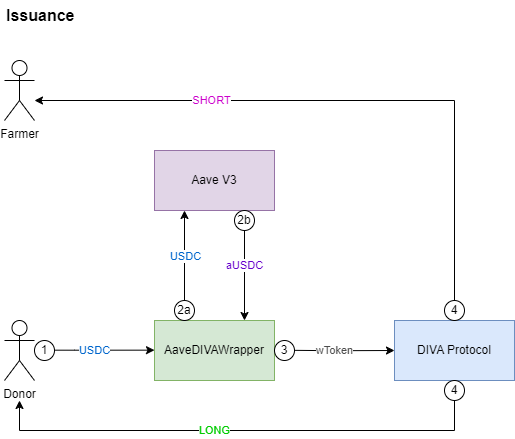 Issuance
SHORT
Farmer
Aave V3
2b
USDC
aUSDC
2a
4
1
USDC
AaveDIVAWrapper
3
wToken
DIVA Protocol
4
Donor
LONG